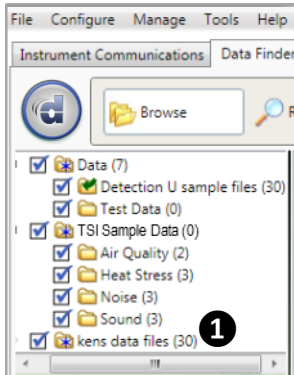 File Configure Manage Tools Help
Instrument Communications Data Finder
d Browse R
Data (7)
Detection U sample files (30)
Test Data (0)
TSI Sample Data (0)
Air Quality (2)
Heat Stress (3)
Noise (3)
Sound (3)
kens data files (30) 1